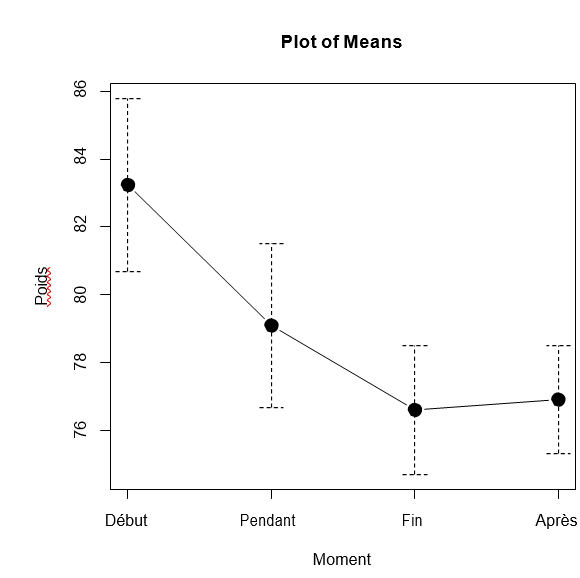 Plot of Means
86
84
82
80
78
76
Poids
Début Pendant Fin Après
Moment